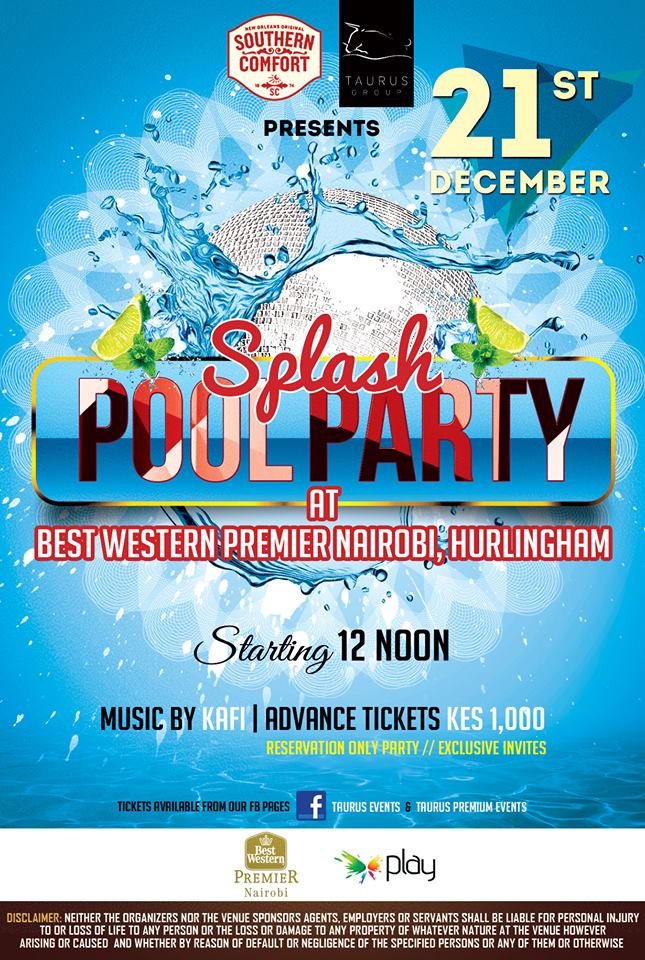 NEW ORLEANS ORIGINAL
SOUTHERN
COMFORT
18 SC 74
TAURUS
GROUP
PRESENTS
21ST
DECEMBER
Splash
POOL PARTY
AT
BEST WESTERN PREMIER NAIROBI, HURLINGHAM
Starting 12 NOON
MUSIC BY KAFI | ADVANCE TICKETS KES 1,000
RESERVATION ONLY PARTY // EXCLUSIVE INVITES
TICKETS AVAILABLE FROM OUR FB PAGES f TAURUS EVENTS & TAURUS PREMIUM EVENTS
Best
Western
PREMIER
Nairobi
play
DISCLAIMER: NEITHER THE ORGANIZERS NOR THE VENUE SPONSORS AGENTS, EMPLOYERS OR SERVANTS SHALL BE LIABLE FOR PERSONAL INJURY
TO OR LOSS OF LIFE TO ANY PERSON OR THE LOSS OR DAMAGE TO ANY PROPERTY OF WHATEVER NATURE AT THE VENUE HOWEVER
ARISING OR CAUSED AND WHETHER BY REASON OF DEFAULT OR NEGLIGENCE OF THE SPECIFIED PERSONS OR ANY OF THEM OR OTHERWISE